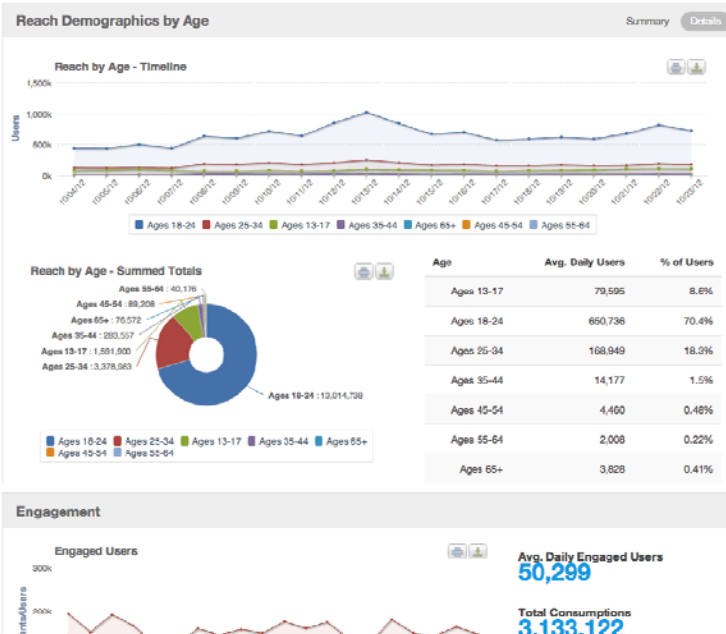 Reach Demographics by Age
Summary Details
Reach by Age - Timeline
1,500k
1,000k
500k
0k
Users
10/04/12 10/05/12 10/06/12 10/07/12 10/08/12 10/09/12 10/10/12 10/11/12 10/12/12 10/13/12 10/14/12 10/15/12 10/16/12 10/17/12 10/18/12 10/19/12 10/20/12 10/21/12 10/22/12 10/23/12
Ages 18-24 Ages 25-34 Ages 13-17 Ages 35-44 Ages 65+ Ages 45-54 Ages 55-64
Reach by Age - Summed Totals
Ages 55-64 : 40,176
Ages 45-54 : 89,208
Ages 65+ : 76,572
Ages 35-44 : 283,557
Ages 13-17 : 1,591,900
Ages 25-34 : 3,378,983
Ages 18-24 : 13,014,738
Ages 18-24 Ages 25-34 Ages 13-17 Ages 35-44 Ages 65+
Ages 45-54 Ages 55-64
Age Avg. Daily Users % of Users
Ages 13-17 79,595 8.6%
Ages 18-24 650,736 70.4%
Ages 25-34 168,949 18.3%
Ages 35-44 14,177 1.5%
Ages 45-54 4,460 0.48%
Ages 55-64 2,008 0.22%
Ages 65+ 3,828 0.41%
Engagement
Engaged Users
300k
200k
Avg. Daily Engaged Users
50,299
Total Consumptions
3,133,122